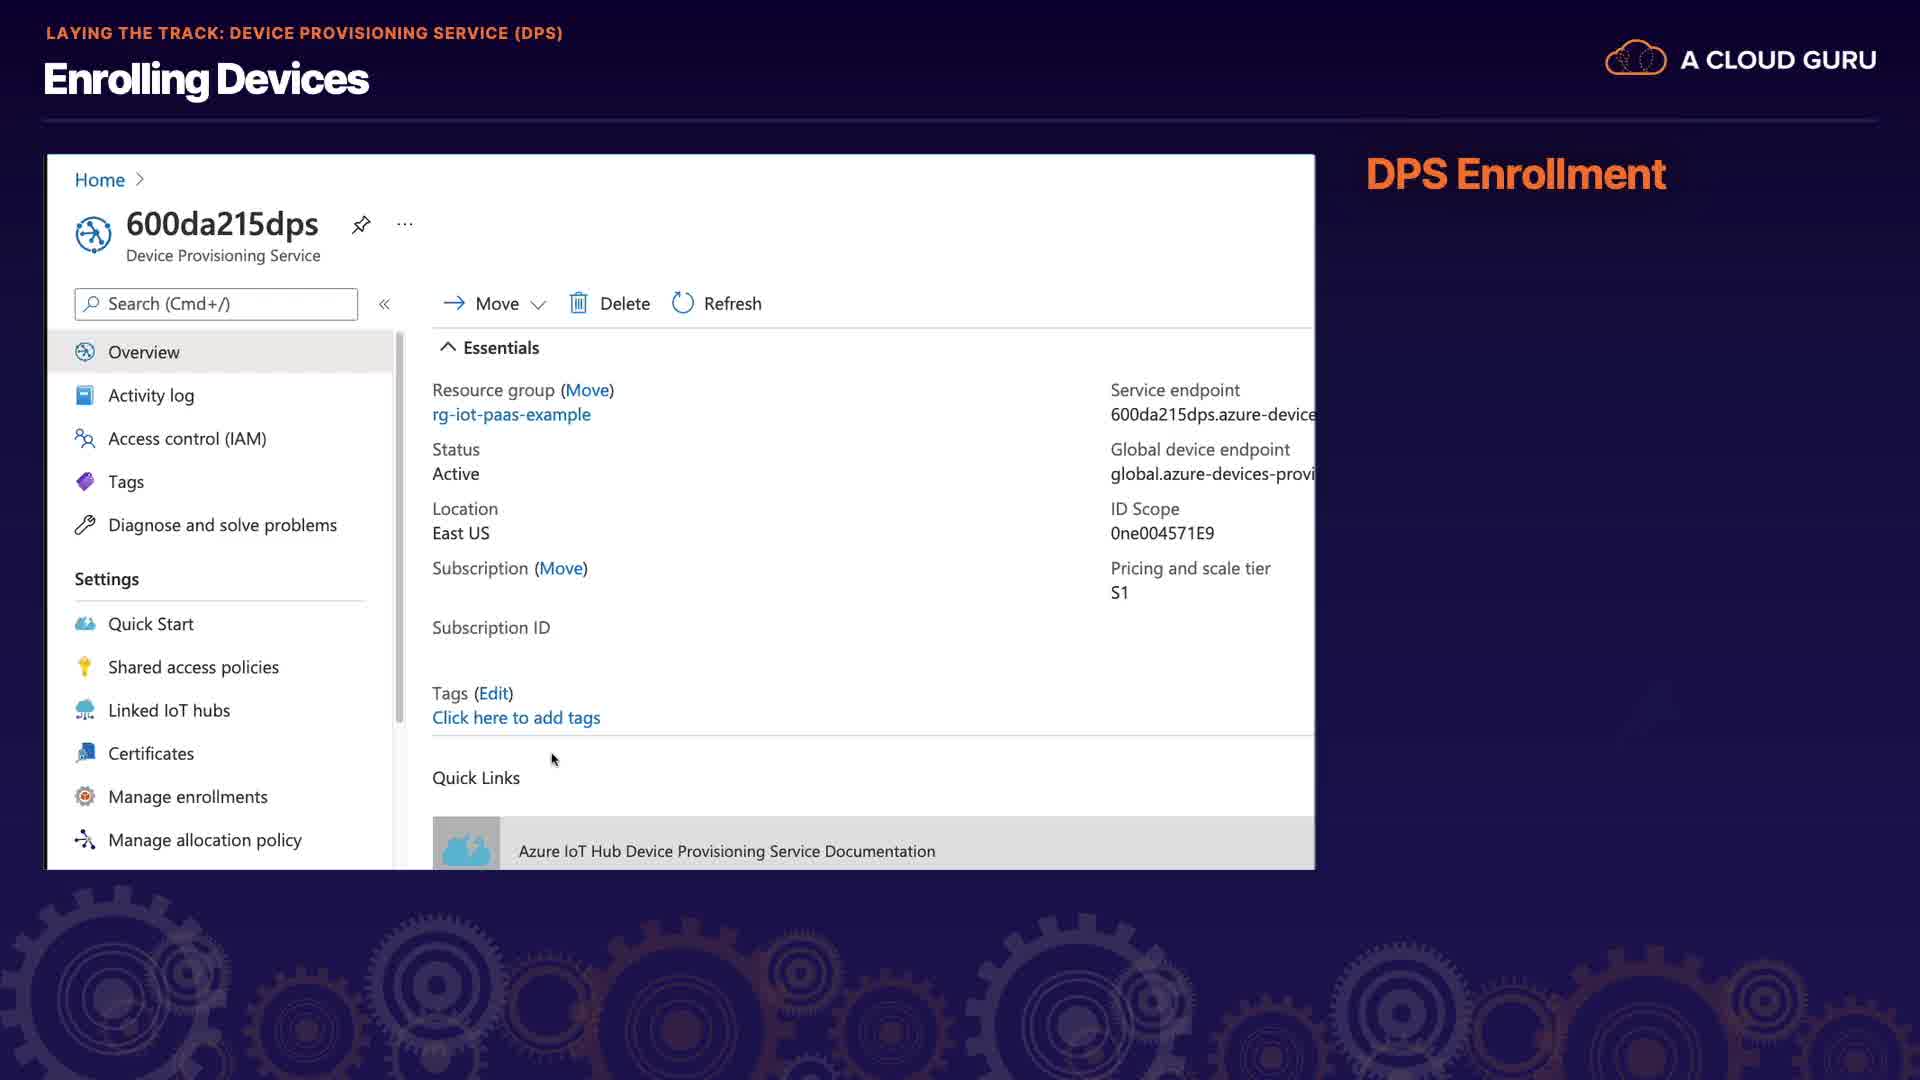 LAYING THE TRACK: DEVICE PROVISIONING SERVICE (DPS)
Enrolling Devices
A CLOUD GURU
DPS Enrollment
Home
600da215dps
...
Device Provisioning Service
Search (Cmd+/)
«
Move
Delete
Refresh
Overview
Activity log
Access control (IAM)
Tags
Diagnose and solve problems
Settings
Quick Start
Shared access policies
Linked IoT hubs
Certificates
Manage enrollments
Manage allocation policy
Essentials
Resource group (Move)
rg-iot-paas-example
Status
Active
Location
East US
Subscription (Move)
Subscription ID
Tags (Edit)
Click here to add tags
Service endpoint
600da215dps.azure-device
Global device endpoint
global.azure-devices-provi
ID Scope
0ne004571E9
Pricing and scale tier
S1
Quick Links
Azure IoT Hub Device Provisioning Service Documentation